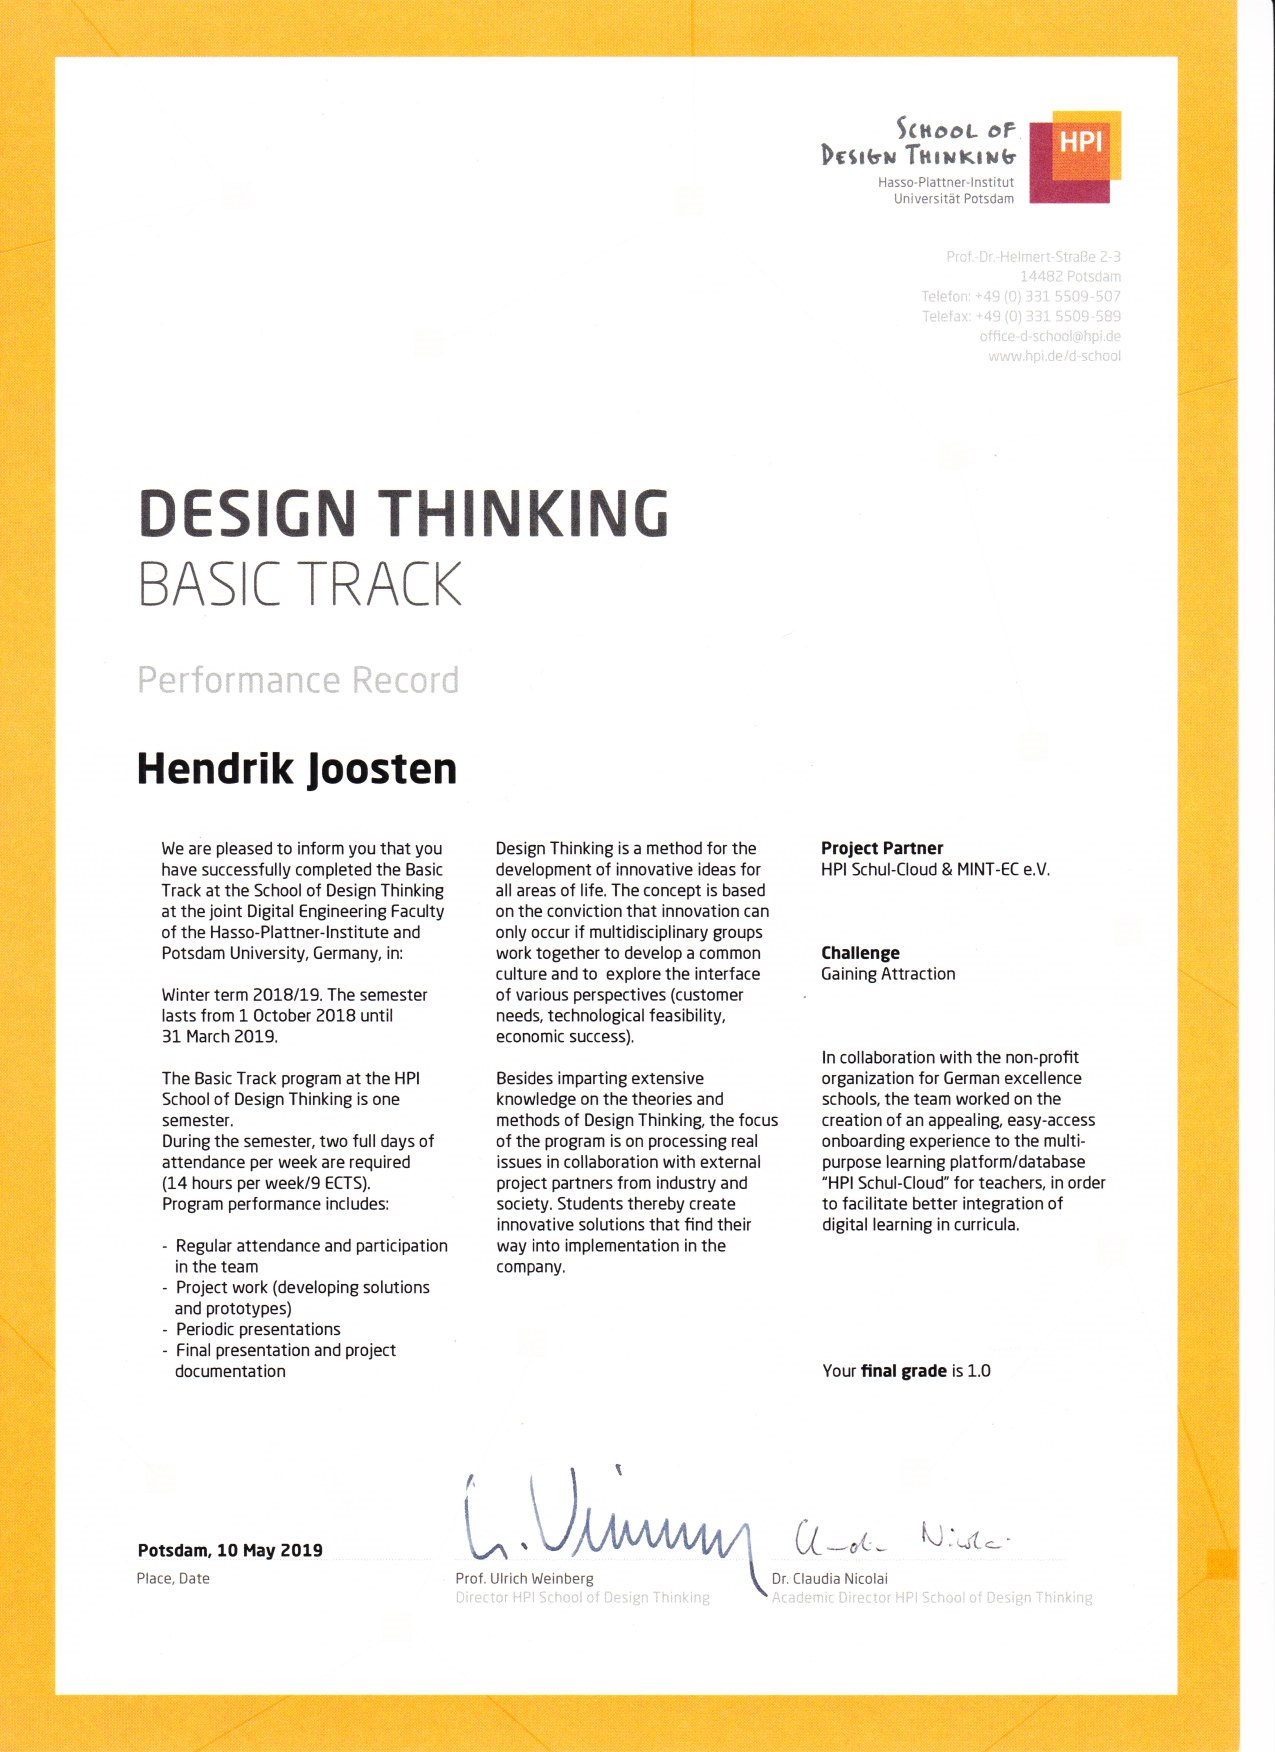 SCHOOL OF
DESIGN THINKING
HPI
Hasso-Plattner-Institut
Universität Potsdam
Prof.-Dr.-Helmert-Straße 2-3
14482 Potsdam
Telefon: +49 (0) 331 5509-507
Telefax: +49 (0) 331 5509-589
office-d-school@hpi.de
www.hpi.de/d-school
DESIGN THINKING
BASIC TRACK
Performance Record
Hendrik Joosten
We are pleased to inform you that you
have successfully completed the Basic
Track at the School of Design Thinking
at the joint Digital Engineering Faculty
of the Hasso-Plattner-Institute and
Potsdam University, Germany, in:
Winter term 2018/19. The semester
lasts from 1 October 2018 until
31 March 2019.
The Basic Track program at the HPI
School of Design Thinking is one
semester.
During the semester, two full days of
attendance per week are required
(14 hours per week/9 ECTS).
Program performance includes:
- Regular attendance and participation
in the team
- Project work (developing solutions
and prototypes)
- Periodic presentations
- Final presentation and project
documentation
Design Thinking is a method for the
development of innovative ideas for
all areas of life. The concept is based
on the conviction that innovation can
only occur if multidisciplinary groups
work together to develop a common
culture and to explore the interface
of various perspectives (customer
needs, technological feasibility,
economic success).
Besides imparting extensive
knowledge on the theories and
methods of Design Thinking, the focus
of the program is on processing real
issues in collaboration with external
project partners from industry and
society. Students thereby create
innovative solutions that find their
way into implementation in the
company.
Project Partner
HPI Schul-Cloud & MINT-EC e.V.
Challenge
Gaining Attraction
In collaboration with the non-profit
organization for German excellence
schools, the team worked on the
creation of an appealing, easy-access
onboarding experience to the multi-
purpose learning platform/database
"HPI Schul-Cloud" for teachers, in order
to facilitate better integration of
digital learning in curricula.
Your final grade is 1.0
Potsdam, 10 May 2019
Place, Date
Prof. Ulrich Weinberg
Director HPI School of Design Thinking
Dr. Claudia Nicolai
Academic Director HPI School of Design Thinking